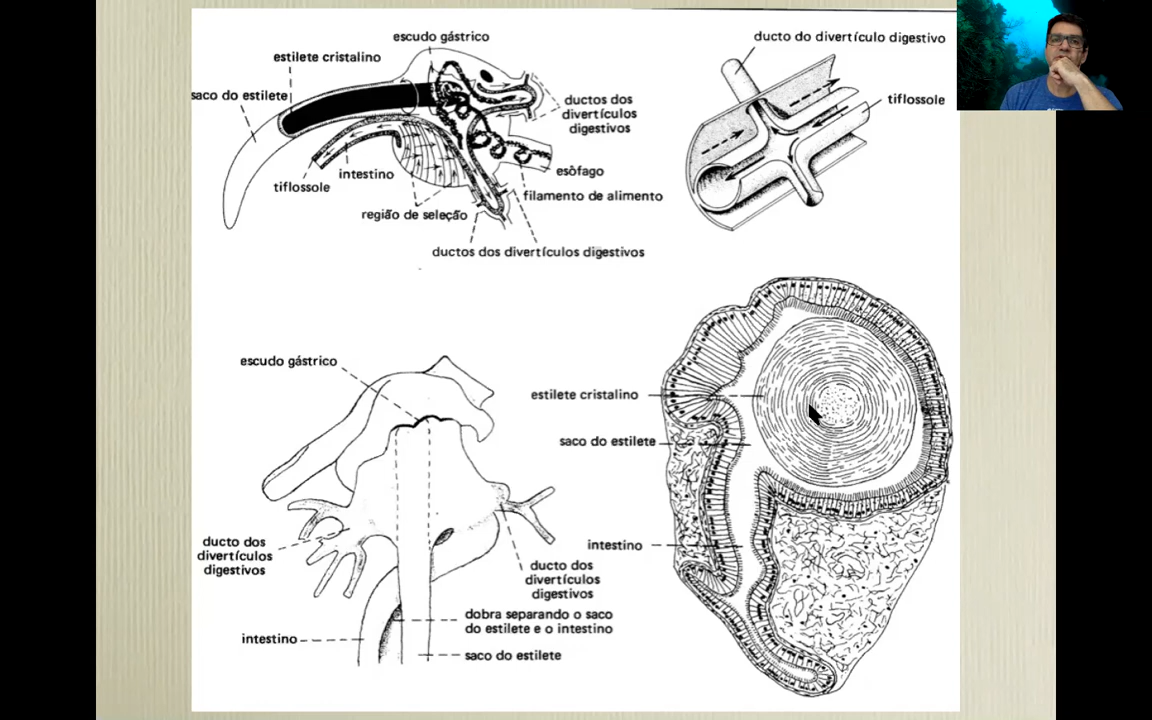 escudo gástrico
estilete cristalino
saco do estilete
ductos dos
divertículos
digestivos
esôfago
intestino
tiflossole
filamento de alimento
região de seleção
ductos dos divertículos digestivos
ducto do divertículo digestivo
tiflossole
escudo gástrico
ducto dos
divertículos
digestivos
ducto dos
divertículos
digestivos
dobra separando o saco
do estilete e o intestino
intestino
saco do estilete
estilete cristalino
saco do estilete
intestino